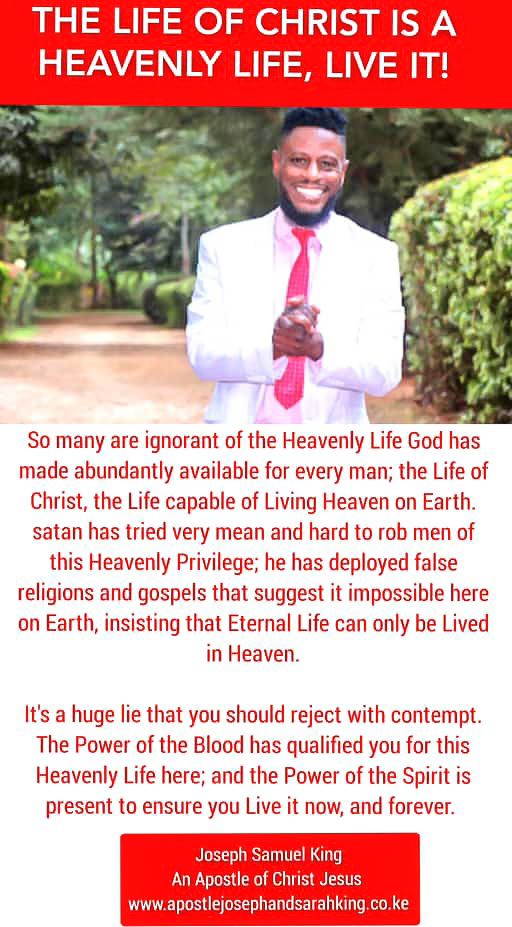 THE LIFE OF CHRIST IS A
HEAVENLY LIFE, LIVE IT!
So many are ignorant of the Heavenly Life God has
made abundantly available for every man; the Life of
Christ, the Life capable of Living Heaven on Earth.
satan has tried very mean and hard to rob men of
this Heavenly Privilege; he has deployed false
religions and gospels that suggest it impossible here
on Earth, insisting that Eternal Life can only be Lived
in Heaven.
It's a huge lie that you should reject with contempt.
The Power of the Blood has qualified you for this
Heavenly Life here; and the Power of the Spirit is
present to ensure you Live it now, and forever.
Joseph Samuel King
An Apostle of Christ Jesus
www.apostlejosephandsarahking.co.ke